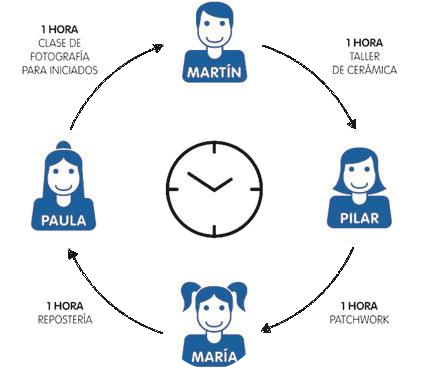 1 HORA
CLASE DE
FOTOGRAFÍA
PARA INICIADOS
MARTÍN
1 HORA
TALLER
DE CERÁMICA
PAULA
PILAR
1 HORA
REPOSTERÍA
MARÍA
1 HORA
PATCHWORK